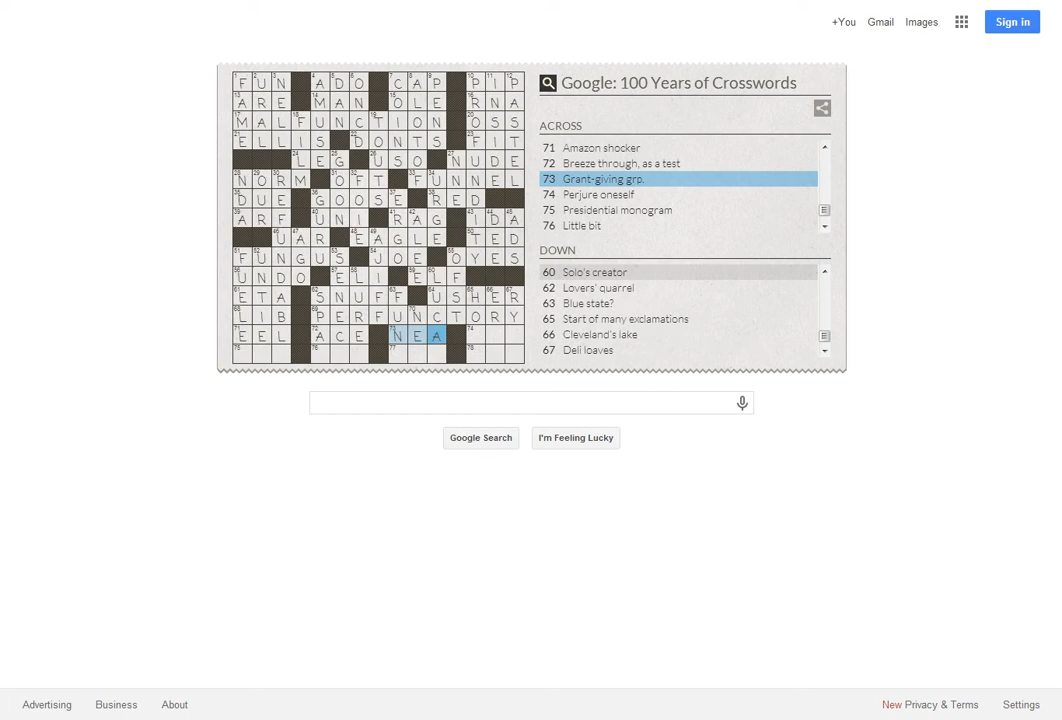 +You Gmail Images Sign in
Google: 100 Years of Crosswords
ACROSS
71 Amazon shocker
72 Breeze through, as a test
73 Grant-giving grp.
74 Perjure oneself
75 Presidential monogram
76 Little bit
DOWN
60 Solo's creator
62 Lovers' quarrel
63 Blue state?
65 Start of many exclamations
66 Cleveland's lake
67 Deli loaves
F U N A D O C A P P I P
A R E M A N O L E R N A
M A L F U N C T I O N O S S
E L L I S D O N T S F I T
L E G U S O N U D E
N O R M O F T F U N N E L
D U E G O O S E R E D
A R F U N I R A G I D A
U A R E A G L E T E D
F U N G U S J O E O Y E S
U N D O E L I E L F
E T A S N U F F U S H E R
L I B P E R F U N C T O R Y
E E L A C E N E A
Google Search I'm Feeling Lucky
Advertising Business About New Privacy & Terms Settings